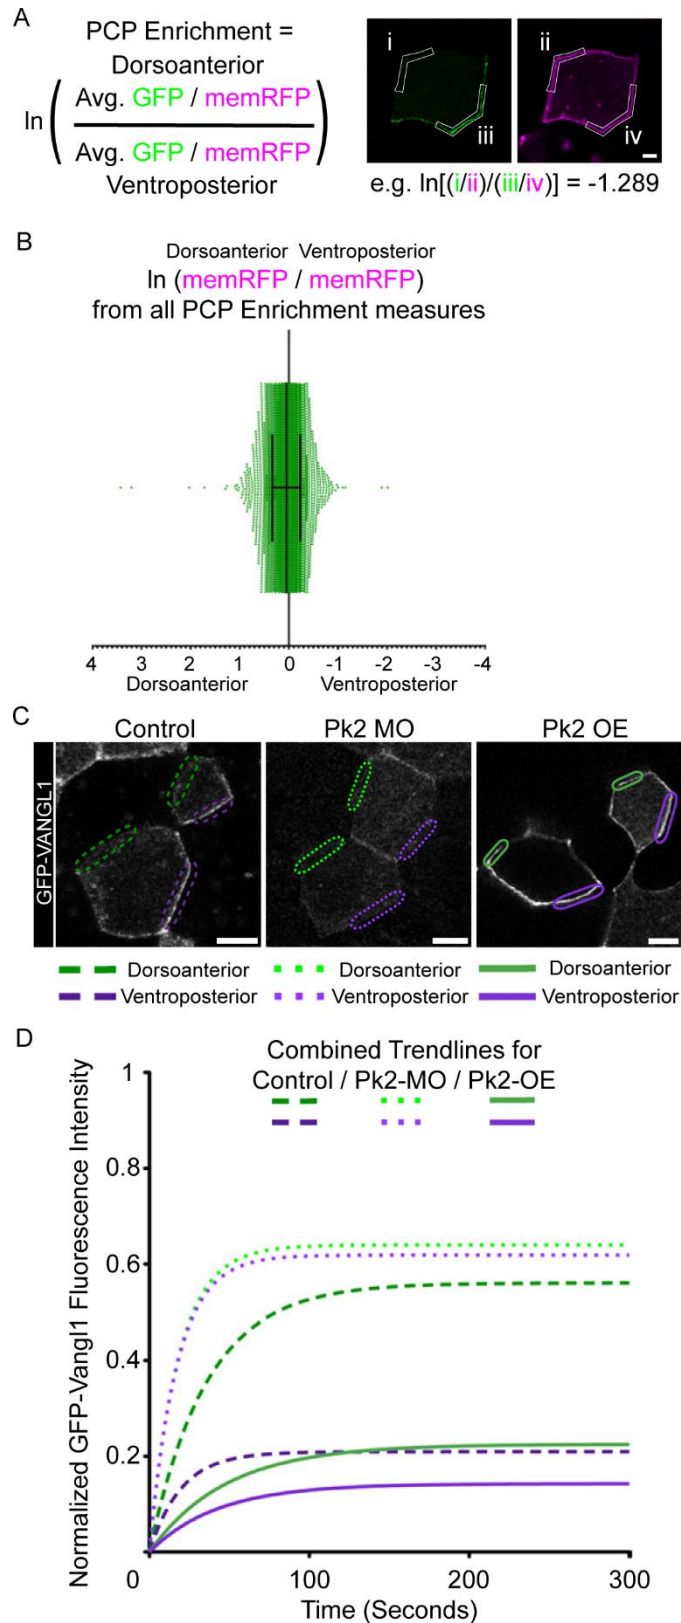 A
PCP Enrichment =
Dorsoanterior
ln ( Avg. GFP / memRFP
Avg. GFP / memRFP )
Ventroposterior
i
iii
ii
iv
e.g. ln[(i/ii)/(iii/iv)] = -1.289
B
Dorsoanterior Ventroposterior
ln (memRFP / memRFP)
from all PCP Enrichment measures
4 3 2 1 0 -1 -2 -3 -4
Dorsoanterior Ventroposterior
C
Control Pk2 MO Pk2 OE
GFP-VANGL1
Dorsoanterior Dorsoanterior Dorsoanterior
Ventroposterior Ventroposterior Ventroposterior
D
Combined Trendlines for
Control / Pk2-MO / Pk2-OE
Normalized GFP-Vangl1 Fluorescence Intensity
1
0.8
0.6
0.4
0.2
0 100 200 300
Time (Seconds)